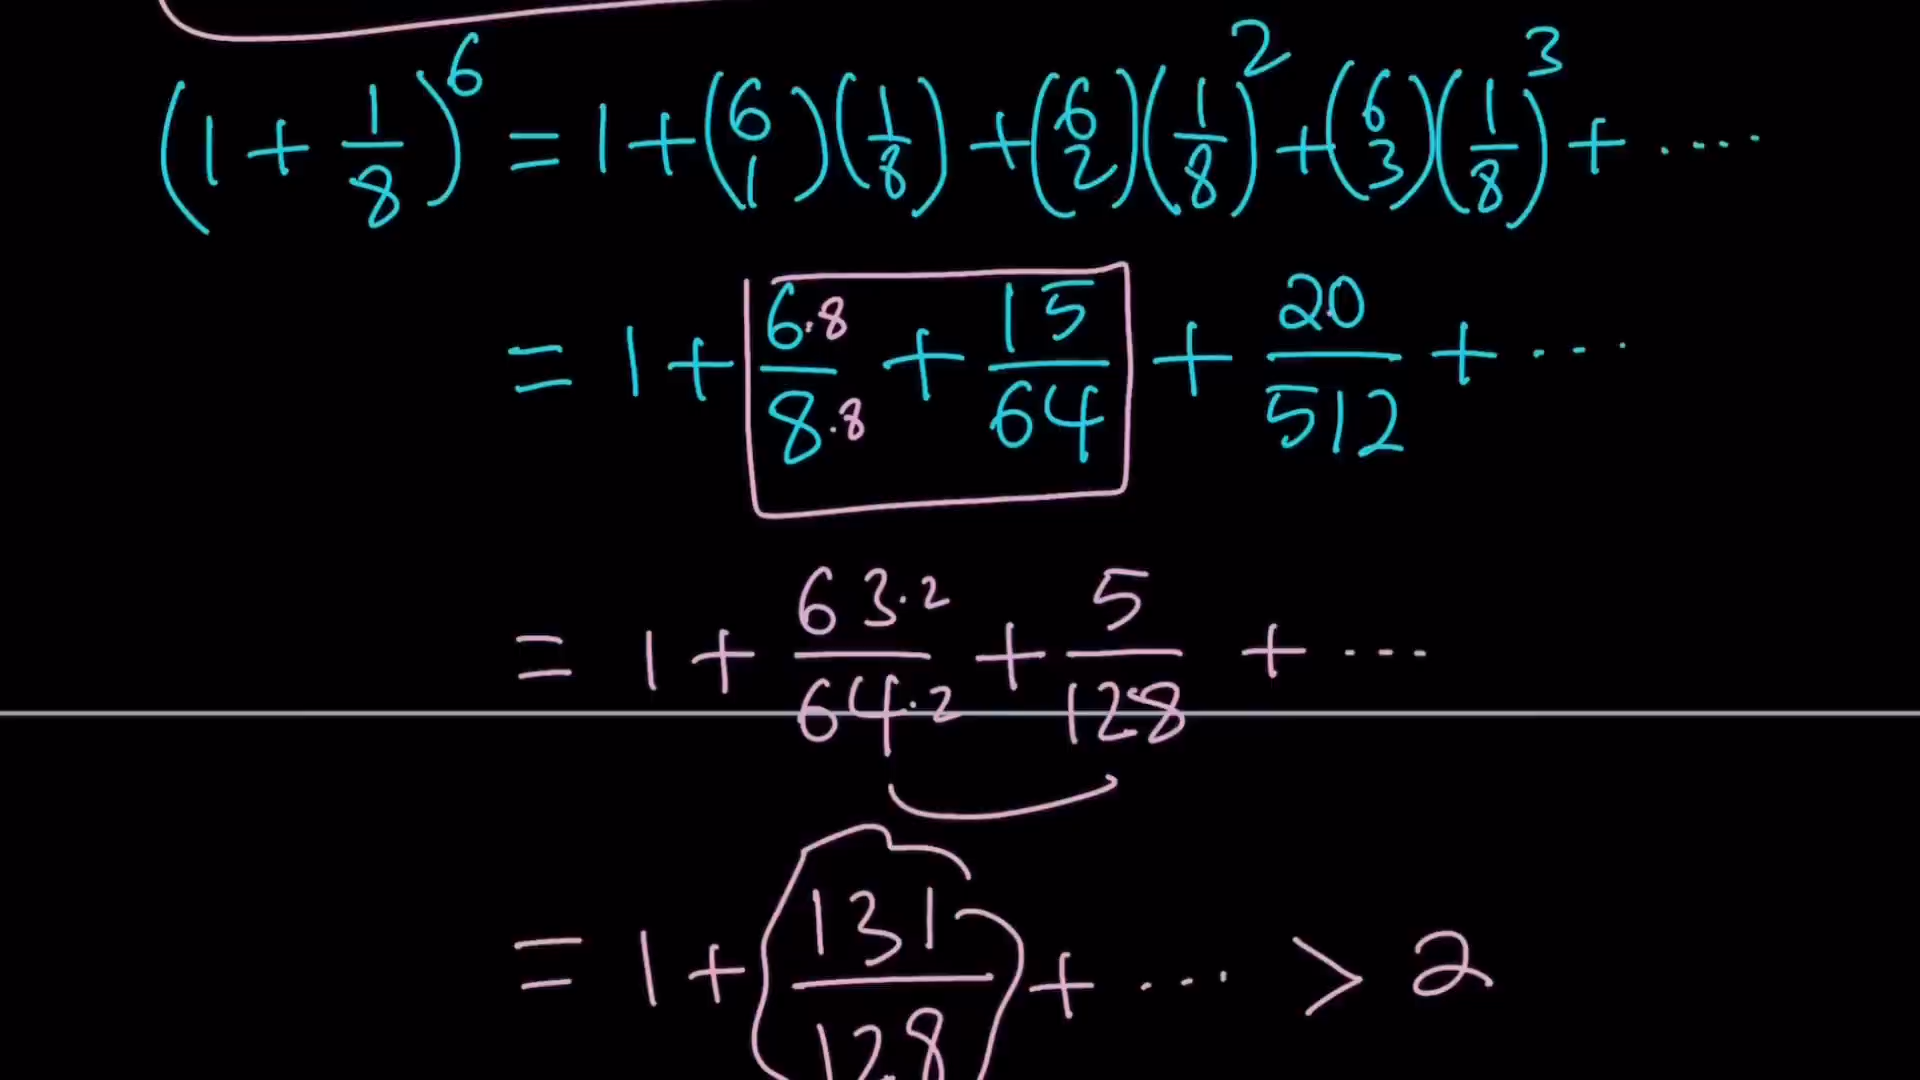 (1 + 1/8)^6 = 1 + (6 1)(1/8) + (6 2)(1/8)^2 + (6 3)(1/8)^3 + ....
= 1 + 6·8/8·8 + 15/64 + 20/512 + ....
= 1 + 63·2/64·2 + 5/128 + ...
= 1 + 131/128 + ... > 2